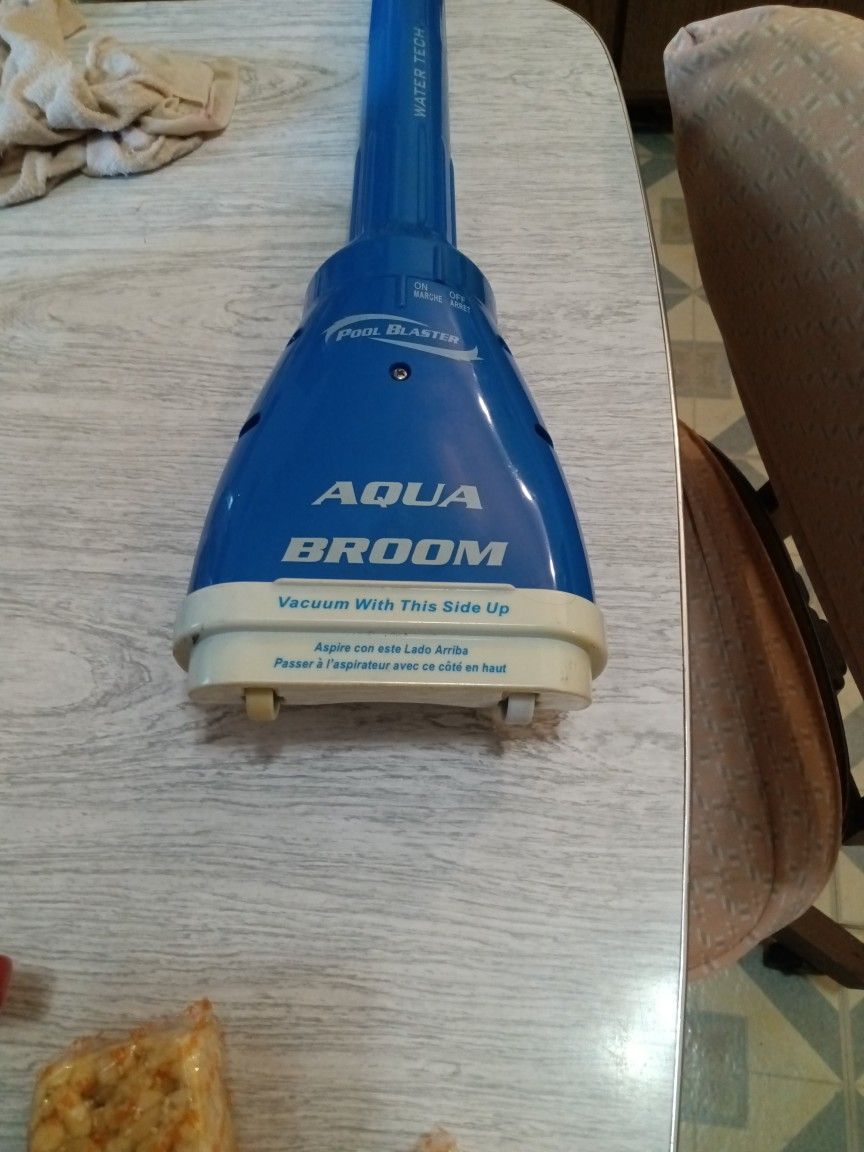 WATER TECH
ON OFF
MARCHE ARRET
POOL BLASTER
AQUA
BROOM
Vacuum With This Side Up
Aspire con este Lado Arriba
Passer à l'aspirateur avec ce côté en haut